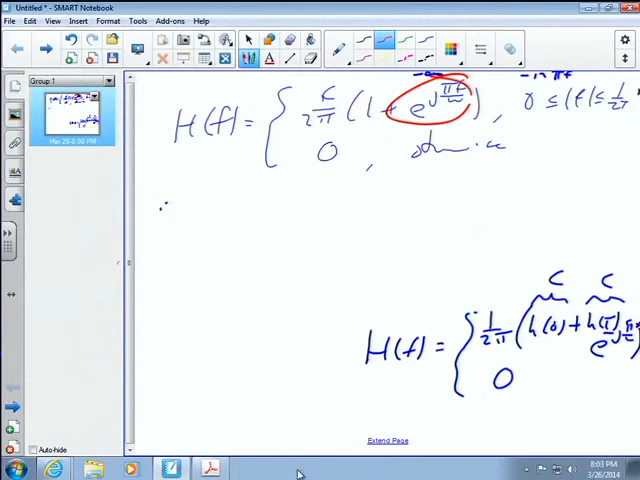 Untitled * - SMART Notebook
File Edit View Insert Format Tools Add-ons Help
Group 1
Mar 26-8:03 PM
H(f) = { c/2π (1 + e^jπf/w) , 0 ≤ |f| ≤ 1/2π
0 , otherwise
c c
H(f) = { 1/2π (h(0) + h(π) e^jπ
0
Extend Page
Auto-hide
8:03 PM
3/26/2014